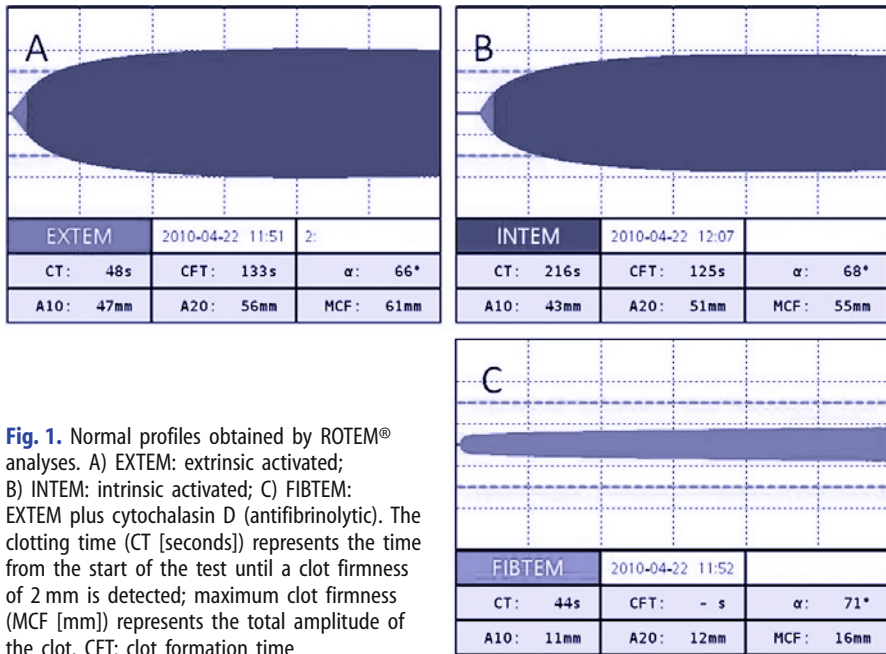 A
EXTEM 2010-04-22 11:51 2:
CT: 48s CFT: 133s α: 66°
A10: 47mm A20: 56mm MCF: 61mm
B
INTEM 2010-04-22 12:07
CT: 216s CFT: 125s α: 68°
A10: 43mm A20: 51mm MCF: 55mm
C
FIBTEM 2010-04-22 11:52
CT: 44s CFT: - s α: 71°
A10: 11mm A20: 12mm MCF: 16mm
Fig. 1. Normal profiles obtained by ROTEM®
analyses. A) EXTEM: extrinsic activated;
B) INTEM: intrinsic activated; C) FIBTEM:
EXTEM plus cytochalasin D (antifibrinolytic). The
clotting time (CT [seconds]) represents the time
from the start of the test until a clot firmness
of 2 mm is detected; maximum clot firmness
(MCF [mm]) represents the total amplitude of
the clot. CFT: clot formation time